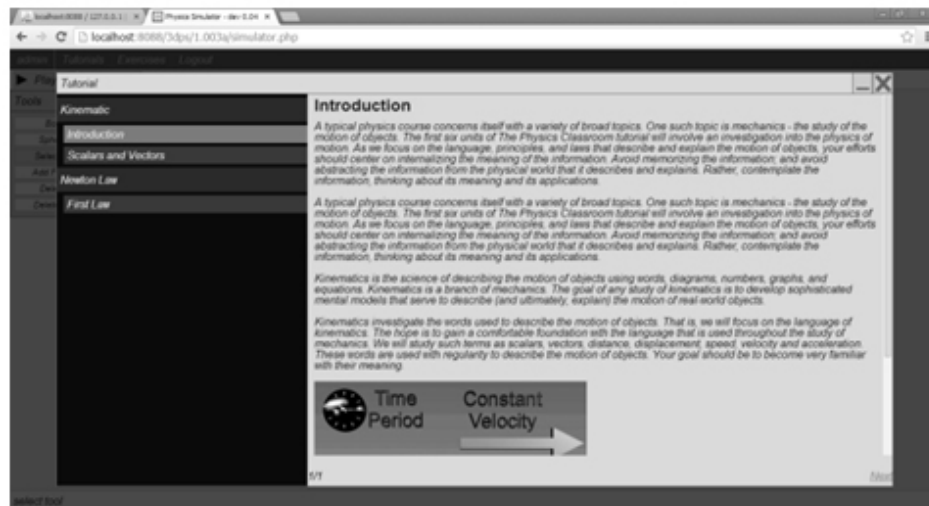 localhost:8088 / 127.0.0.1
Physics Simulator - dev 0.04
localhost:8088/3dps/1.003a/simulator.php
admin Tutorials Exercises Logout
Play
Tutorial
Tools
Kinematic
Introduction
Scalars and Vectors
Newton Law
First Law
Introduction
A typical physics course concerns itself with a variety of broad topics. One such topic is mechanics - the study of the
motion of objects. The first six units of The Physics Classroom tutorial will involve an investigation into the physics of
motion. As we focus on the language, principles, and laws that describe and explain the motion of objects, your efforts
should center on internalizing the meaning of the information. Avoid memorizing the information; and avoid
abstracting the information from the physical world that it describes and explains. Rather, contemplate the
information, thinking about its meaning and its applications.
A typical physics course concerns itself with a variety of broad topics. One such topic is mechanics - the study of the
motion of objects. The first six units of The Physics Classroom tutorial will involve an investigation into the physics of
motion. As we focus on the language, principles, and laws that describe and explain the motion of objects, your efforts
should center on internalizing the meaning of the information. Avoid memorizing the information; and avoid
abstracting the information from the physical world that it describes and explains. Rather, contemplate the
information, thinking about its meaning and its applications.
Kinematics is the science of describing the motion of objects using words, diagrams, numbers, graphs, and
equations. Kinematics is a branch of mechanics. The goal of any study of kinematics is to develop sophisticated
mental models that serve to describe (and ultimately, explain) the motion of real-world objects.
Kinematics investigate the words used to describe the motion of objects. That is, we will focus on the language of
kinematics. The hope is to gain a comfortable foundation with the language that is used throughout the study of
mechanics. We will study such terms as scalars, vectors, distance, displacement, speed, velocity and acceleration.
These words are used with regularity to describe the motion of objects. Your goal should be to become very familiar
with their meaning.
Time Period
Constant Velocity
1/1
Next
select tool